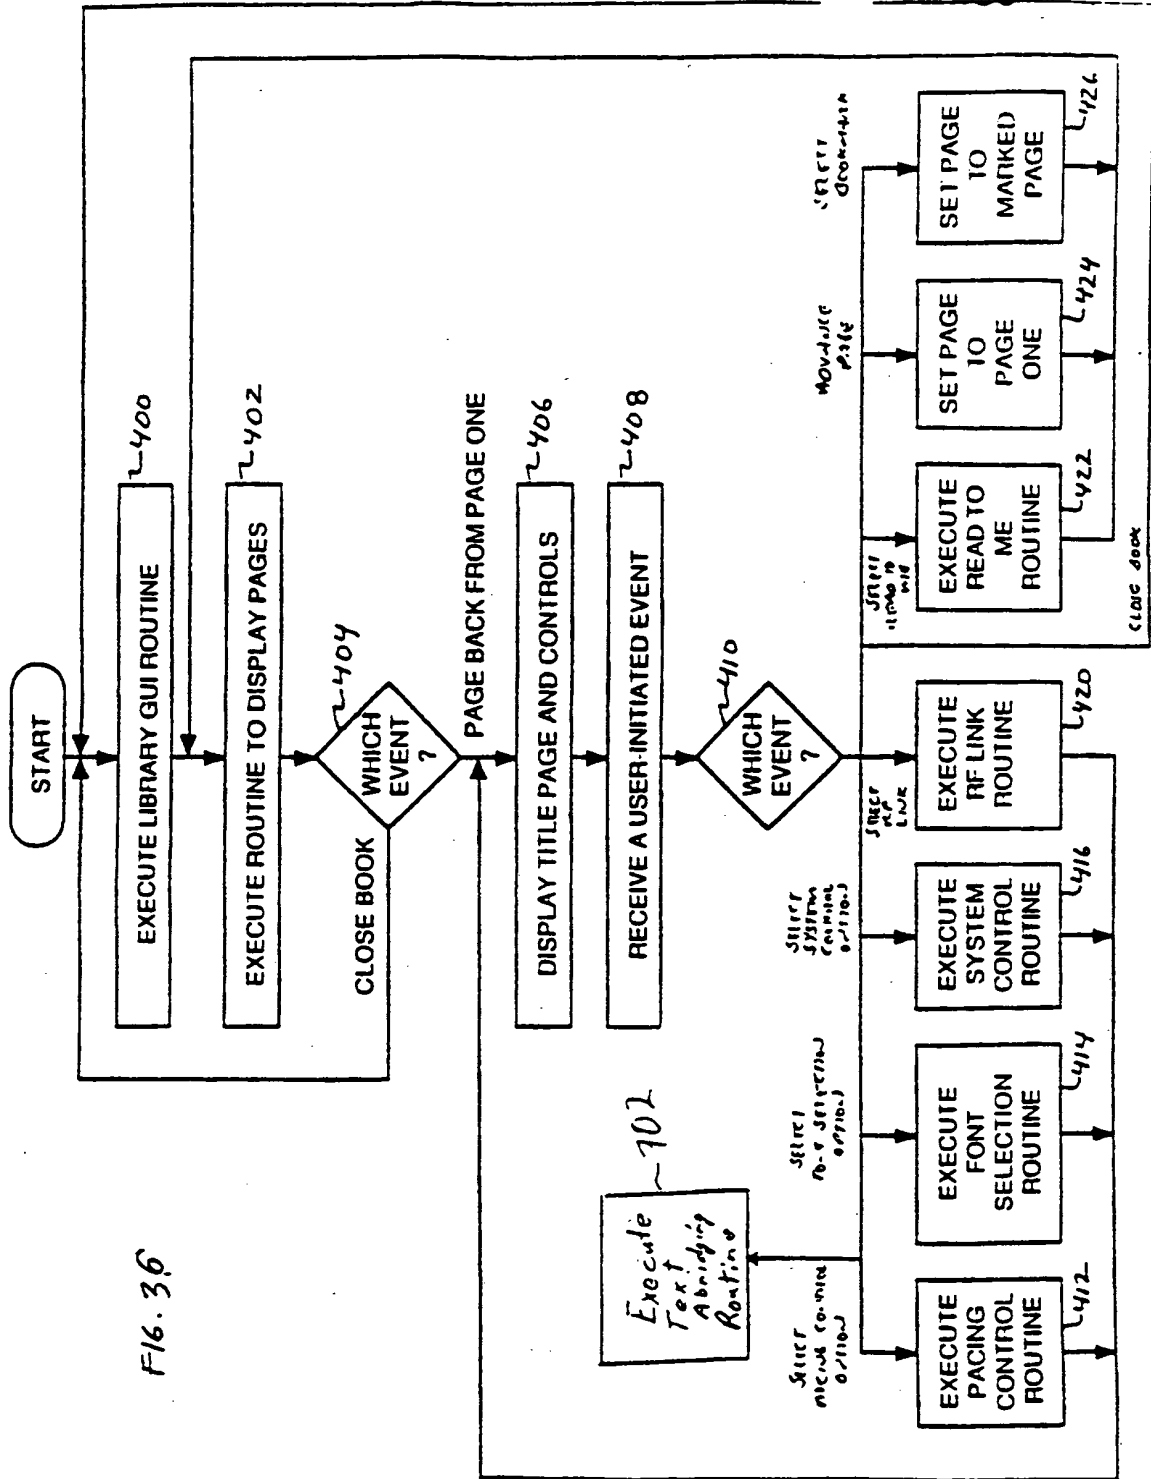 START
400
EXECUTE LIBRARY GUI ROUTINE
402
EXECUTE ROUTINE TO DISPLAY PAGES
404
WHICH
EVENT
?
CLOSE BOOK
PAGE BACK FROM PAGE ONE
406
DISPLAY TITLE PAGE AND CONTROLS
408
RECEIVE A USER-INITIATED EVENT
410
WHICH
EVENT
?
702
Execute
Text
Abridging
Routine
SELECT
OPTION
EXECUTE
PACING
CONTROL
ROUTINE
412
SELECT
SELECTION
OPTION
EXECUTE
FONT
SELECTION
ROUTINE
414
SELECT
SYSTEM
CONTROL
OPTION
EXECUTE
SYSTEM
CONTROL
ROUTINE
416
SELECT
RF
LINK
EXECUTE
RF LINK
ROUTINE
420
SELECT
READ TO
ME
EXECUTE
READ TO
ME
ROUTINE
422
ADVANCE
PAGE
SET PAGE
TO
PAGE
ONE
424
SELECT
BOOKMARK
SET PAGE
TO
MARKED
PAGE
426
CLOSE BOOK
FIG. 36